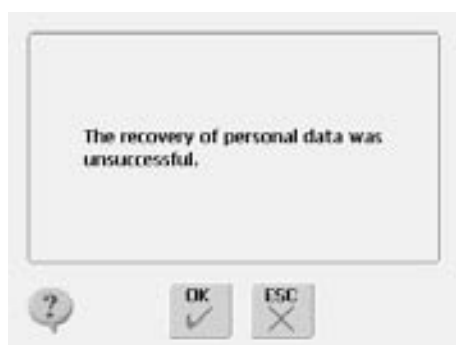 The recovery of personal data was
unsuccessful.
?
OK
ESC